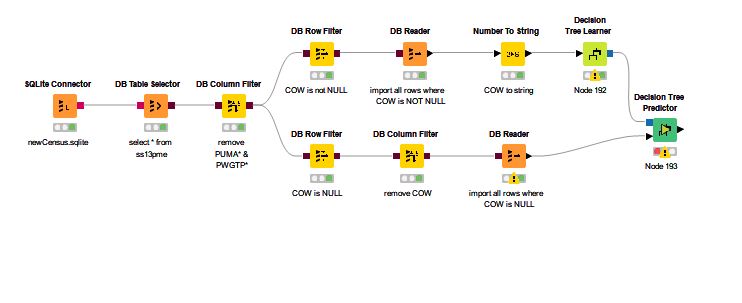 DB Row Filter
COW is not NULL
DB Reader
import all rows where
COW is NOT NULL
Number To String
COW to string
Decision
Tree Learner
Node 192
SQLite Connector
newCensus.sqlite
DB Table Selector
select * from
ss13pme
DB Column Filter
remove
PUMA* &
PWGTP*
Decision Tree
Predictor
Node 193
DB Row Filter
COW is NULL
DB Column Filter
remove COW
DB Reader
import all rows where
COW is NULL